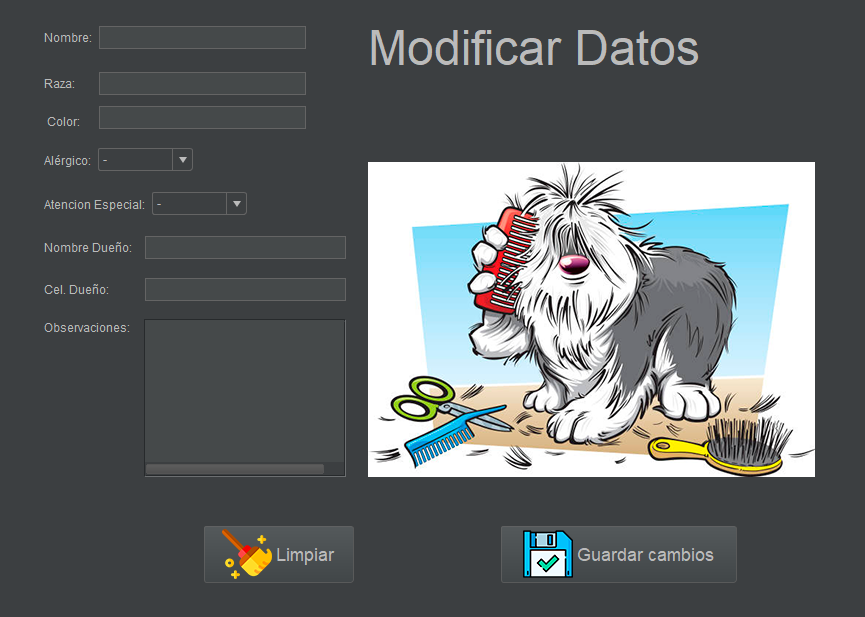 Modificar Datos
Nombre:
Raza:
Color:
Alérgico: -
Atencion Especial: -
Nombre Dueño:
Cel. Dueño:
Observaciones:
Limpiar
Guardar cambios